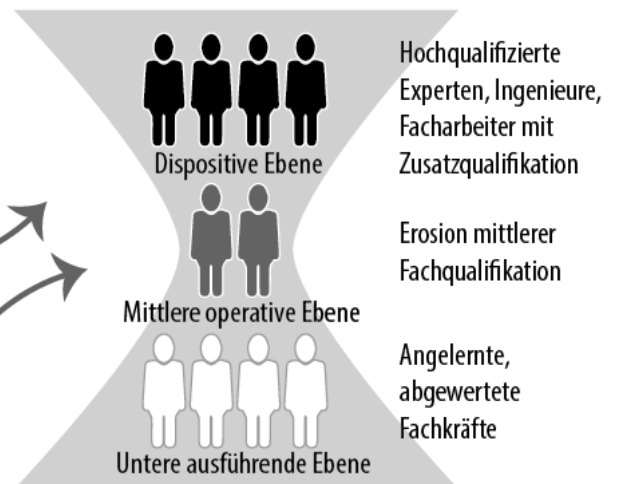 Hochqualifizierte
Experten, Ingenieure,
Facharbeiter mit
Zusatzqualifikation
Dispositive Ebene
Erosion mittlerer
Fachqualifikation
Mittlere operative Ebene
Angelernte,
abgewertete
Fachkräfte
Untere ausführende Ebene